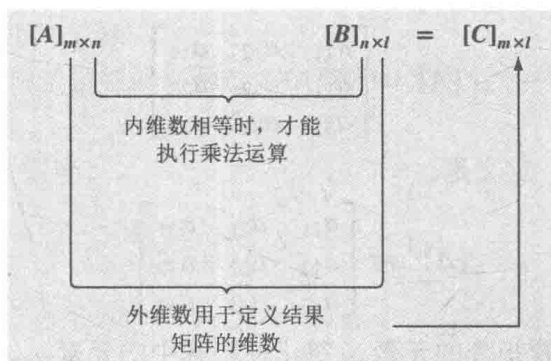 [A]m×n [B]n×l = [C]m×l
内维数相等时，才能
执行乘法运算
外维数用于定义结果
矩阵的维数